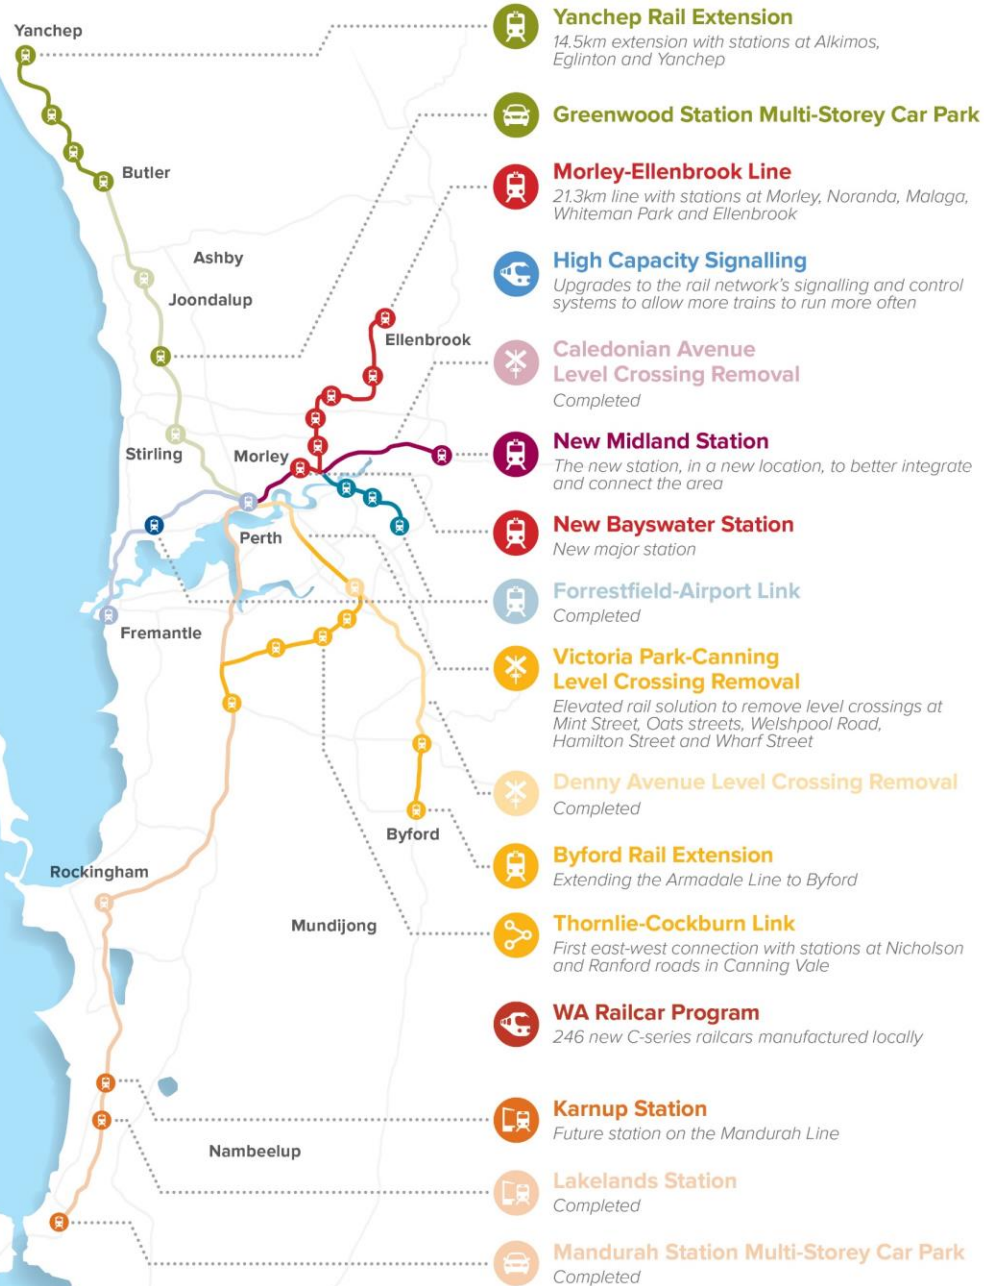 Yanchep
Butler
Ashby
Joondalup
Ellenbrook
Stirling
Morley
Perth
Fremantle
Byford
Rockingham
Mundijong
Nambeelup
Yanchep Rail Extension
14.5km extension with stations at Alkimos,
Eglinton and Yanchep
Greenwood Station Multi-Storey Car Park
Morley-Ellenbrook Line
21.3km line with stations at Morley, Noranda, Malaga,
Whiteman Park and Ellenbrook
High Capacity Signalling
Upgrades to the rail network's signalling and control
systems to allow more trains to run more often
Caledonian Avenue
Level Crossing Removal
Completed
New Midland Station
The new station, in a new location, to better integrate
and connect the area
New Bayswater Station
New major station
Forrestfield-Airport Link
Completed
Victoria Park-Canning
Level Crossing Removal
Elevated rail solution to remove level crossings at
Mint Street, Oats streets, Welshpool Road,
Hamilton Street and Wharf Street
Denny Avenue Level Crossing Removal
Completed
Byford Rail Extension
Extending the Armadale Line to Byford
Thornlie-Cockburn Link
First east-west connection with stations at Nicholson
and Ranford roads in Canning Vale
WA Railcar Program
246 new C-series railcars manufactured locally
Karnup Station
Future station on the Mandurah Line
Lakelands Station
Completed
Mandurah Station Multi-Storey Car Park
Completed